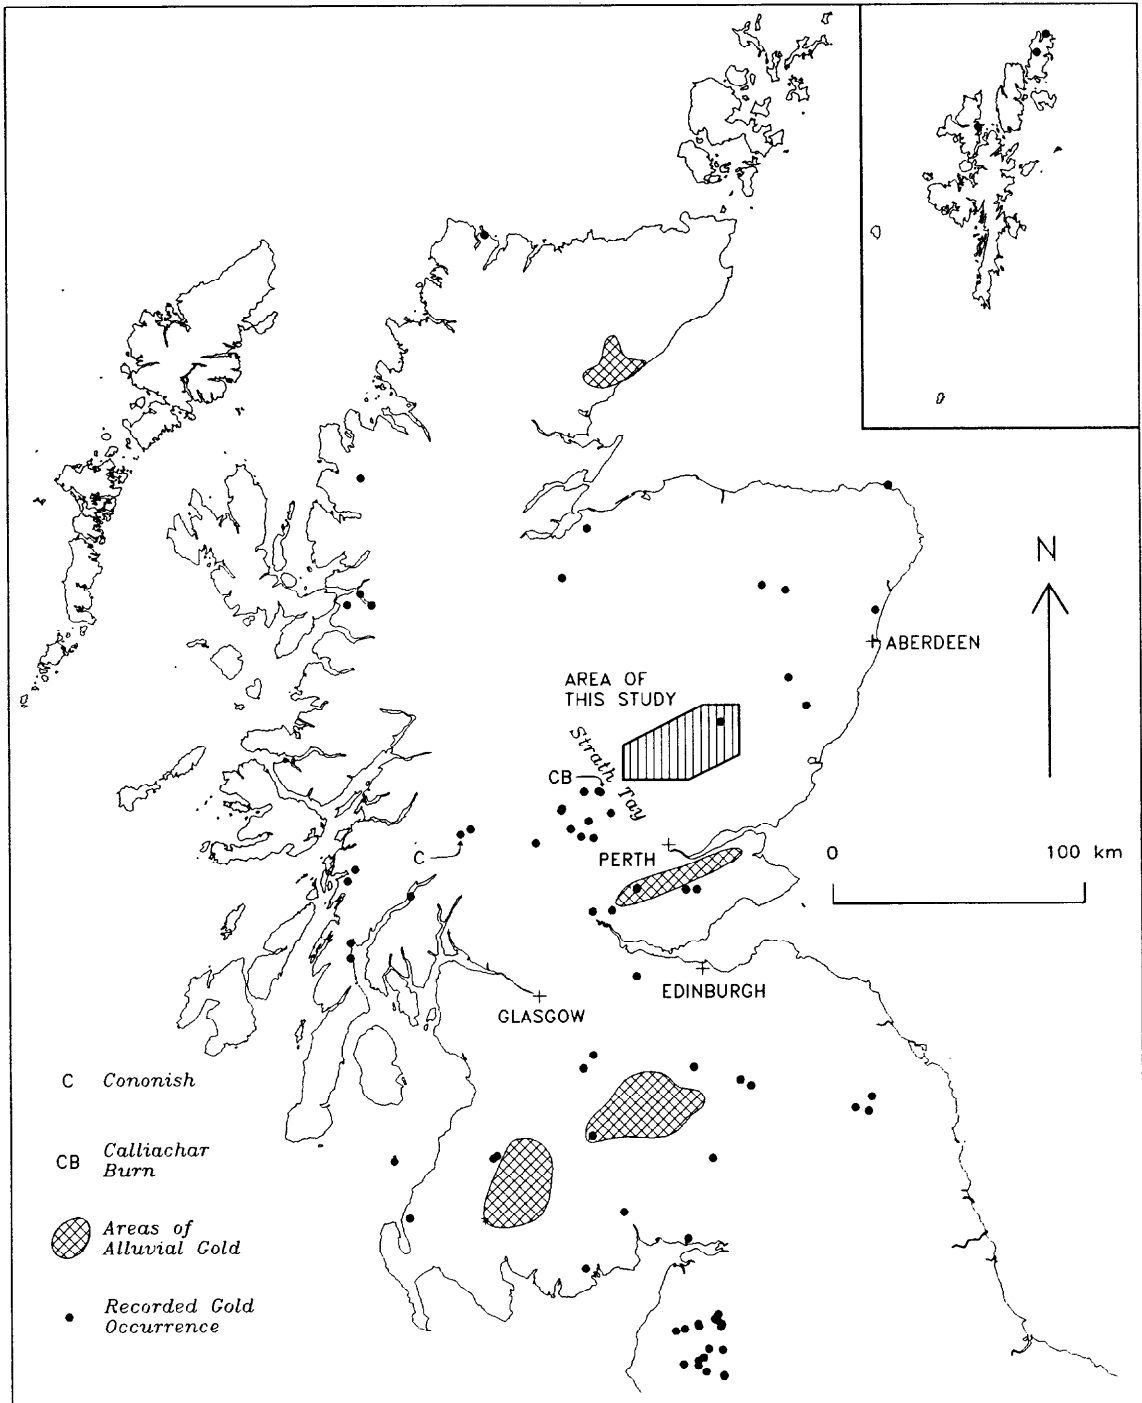 N
ABERDEEN
AREA OF
THIS STUDY
Strath Tay
CB
C
PERTH
0 100 km
EDINBURGH
GLASGOW
C Cononish
CB Calliachar
Burn
Areas of
Alluvial Gold
Recorded Gold
Occurrence